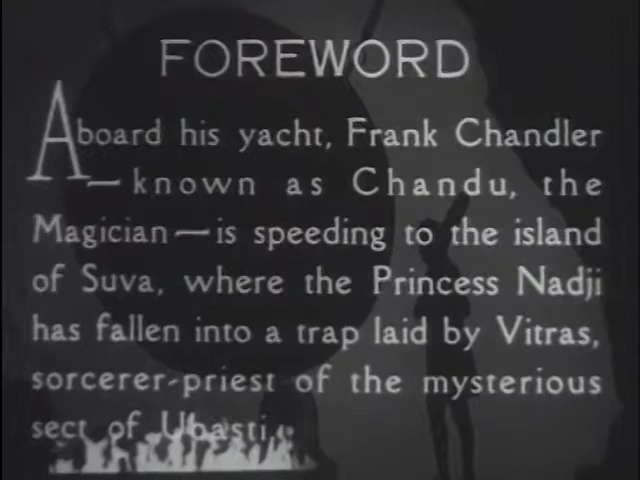 FOREWORD
Aboard his yacht, Frank Chandler
— known as Chandu, the
Magician — is speeding to the island
of Suva, where the Princess Nadji
has fallen into a trap laid by Vitras,
sorcerer-priest of the mysterious
sect of Ubasti.